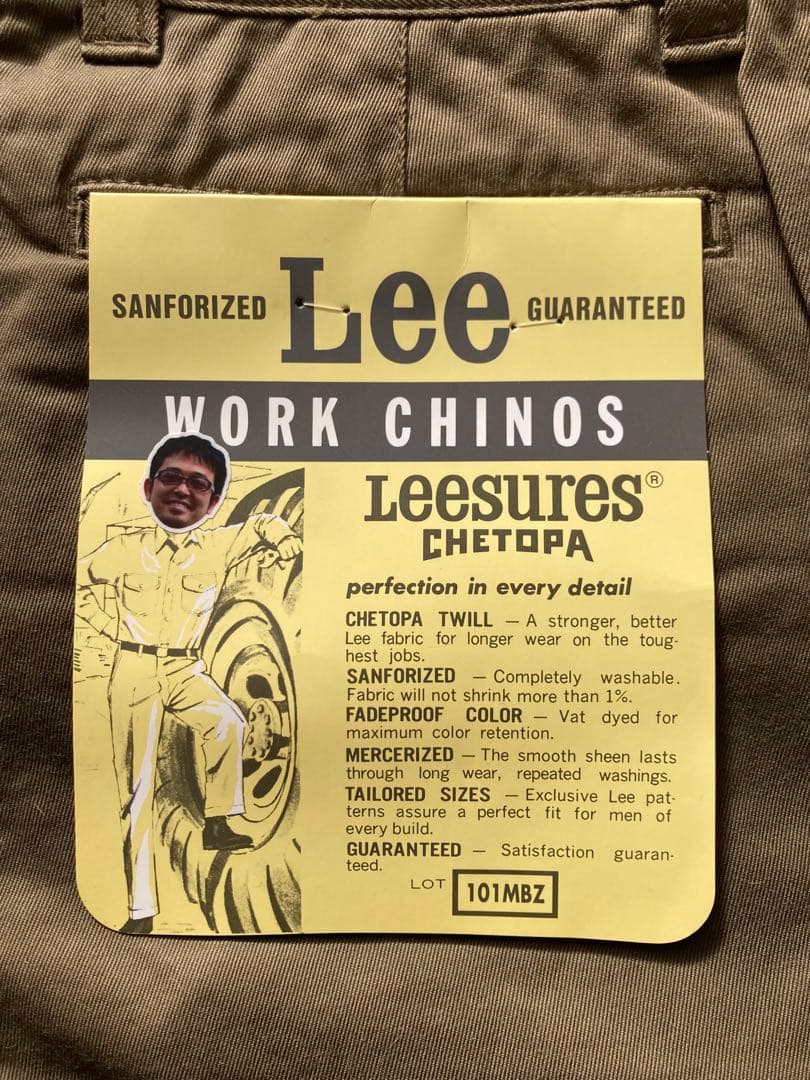 SANFORIZED Lee GUARANTEED
WORK CHINOS
Leesures®
CHETOPA
perfection in every detail
CHETOPA TWILL — A stronger, better
Lee fabric for longer wear on the toug-
hest jobs.
SANFORIZED — Completely washable.
Fabric will not shrink more than 1%.
FADEPROOF COLOR — Vat dyed for
maximum color retention.
MERCERIZED — The smooth sheen lasts
through long wear, repeated washings.
TAILORED SIZES — Exclusive Lee pat-
terns assure a perfect fit for men of
every build.
GUARANTEED — Satisfaction guaran-
teed.
LOT 101MBZ